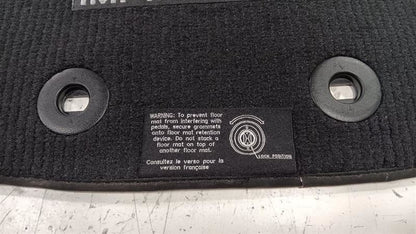 WARNING: To prevent floor
mat from interfering with
pedals, secure grommets
onto floor mat retention
device. Do not stack a
floor mat on top of
another floor mat.
Consultez le verso pour la
version française
LOCK POSITION